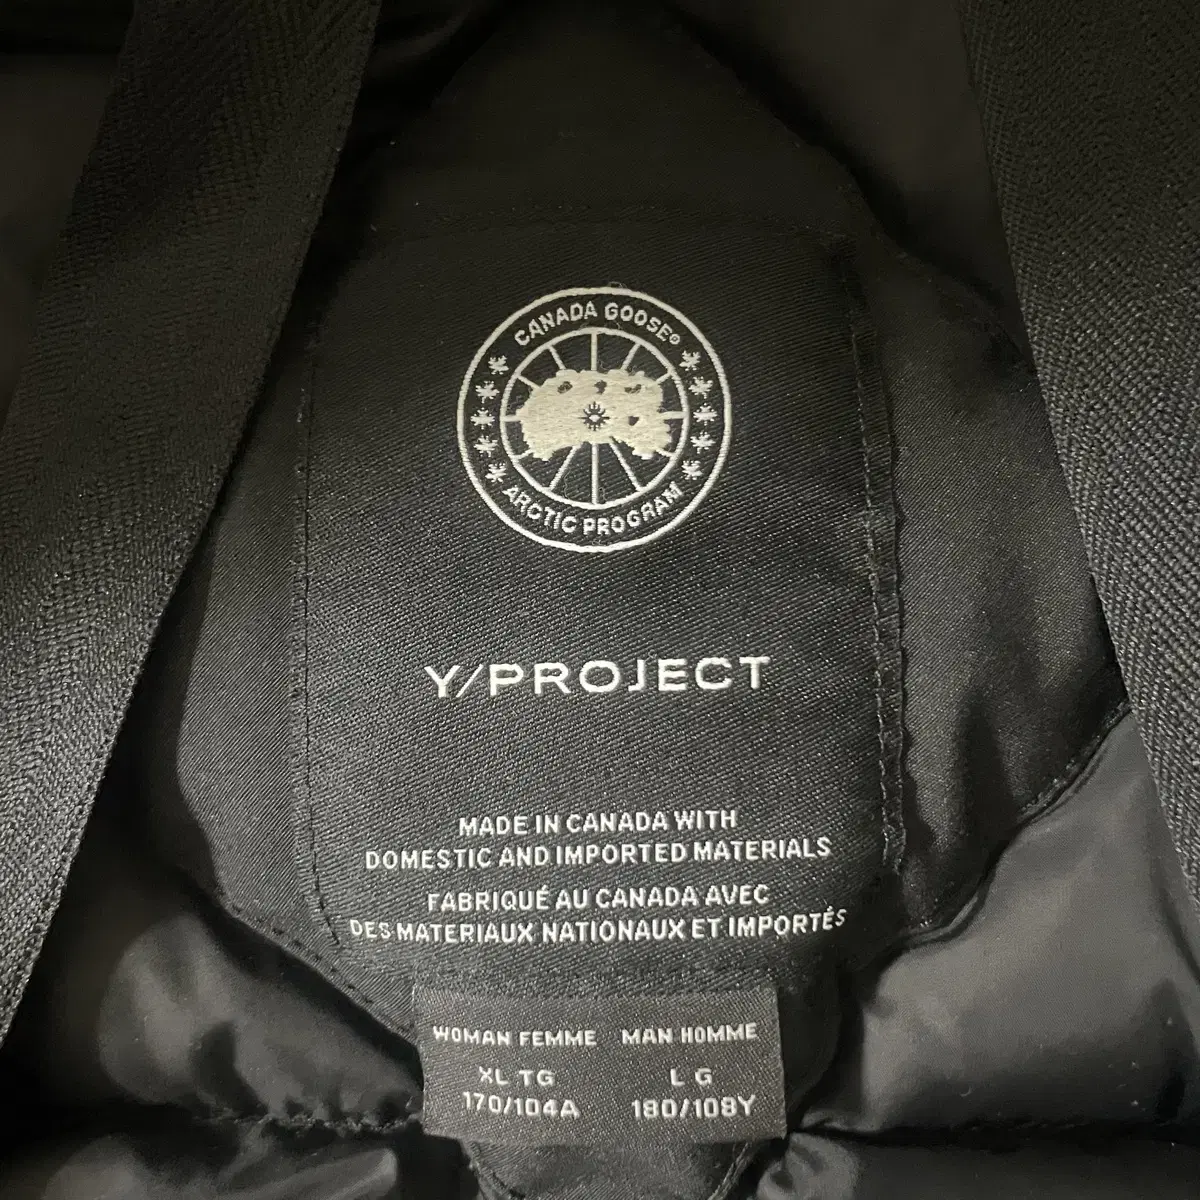 CANADA GOOSE®
ARCTIC PROGRAM
Y/PROJECT
MADE IN CANADA WITH
DOMESTIC AND IMPORTED MATERIALS
FABRIQUÉ AU CANADA AVEC
DES MATERIAUX NATIONAUX ET IMPORTÉS
WOMAN FEMME MAN HOMME
XL TG L G
170/104A 180/108Y